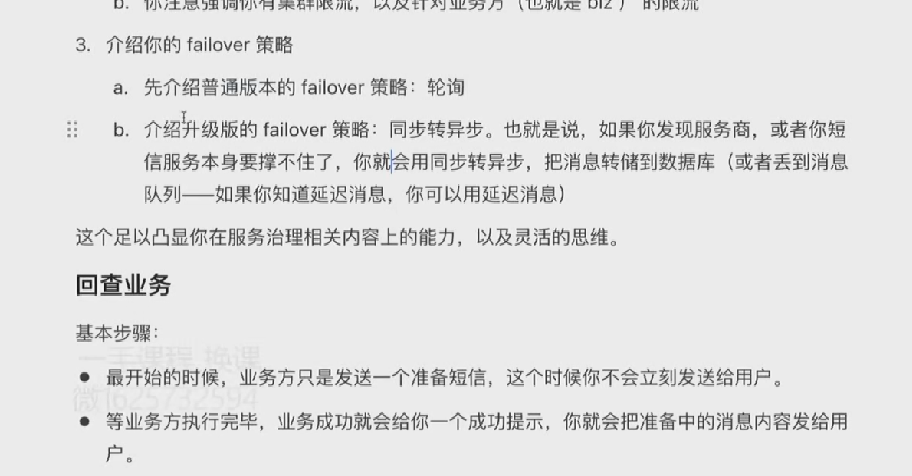 b. 你注意强调你有集群限流，以及针对业务方（也就是 biz ） 的限流
3. 介绍你的 failover 策略
a. 先介绍普通版本的 failover 策略：轮询
b. 介绍升级版的 failover 策略：同步转异步。也就是说，如果你发现服务商，或者你短
信服务本身要撑不住了，你就会用同步转异步，把消息转储到数据库（或者丢到消息
队列——如果你知道延迟消息，你可以用延迟消息）
这个足以凸显你在服务治理相关内容上的能力，以及灵活的思维。
回查业务
基本步骤：
一手课程 换课
微1625732594
● 最开始的时候，业务方只是发送一个准备短信，这个时候你不会立刻发送给用户。
● 等业务方执行完毕，业务成功就会给你一个成功提示，你就会把准备中的消息内容发给用
户。